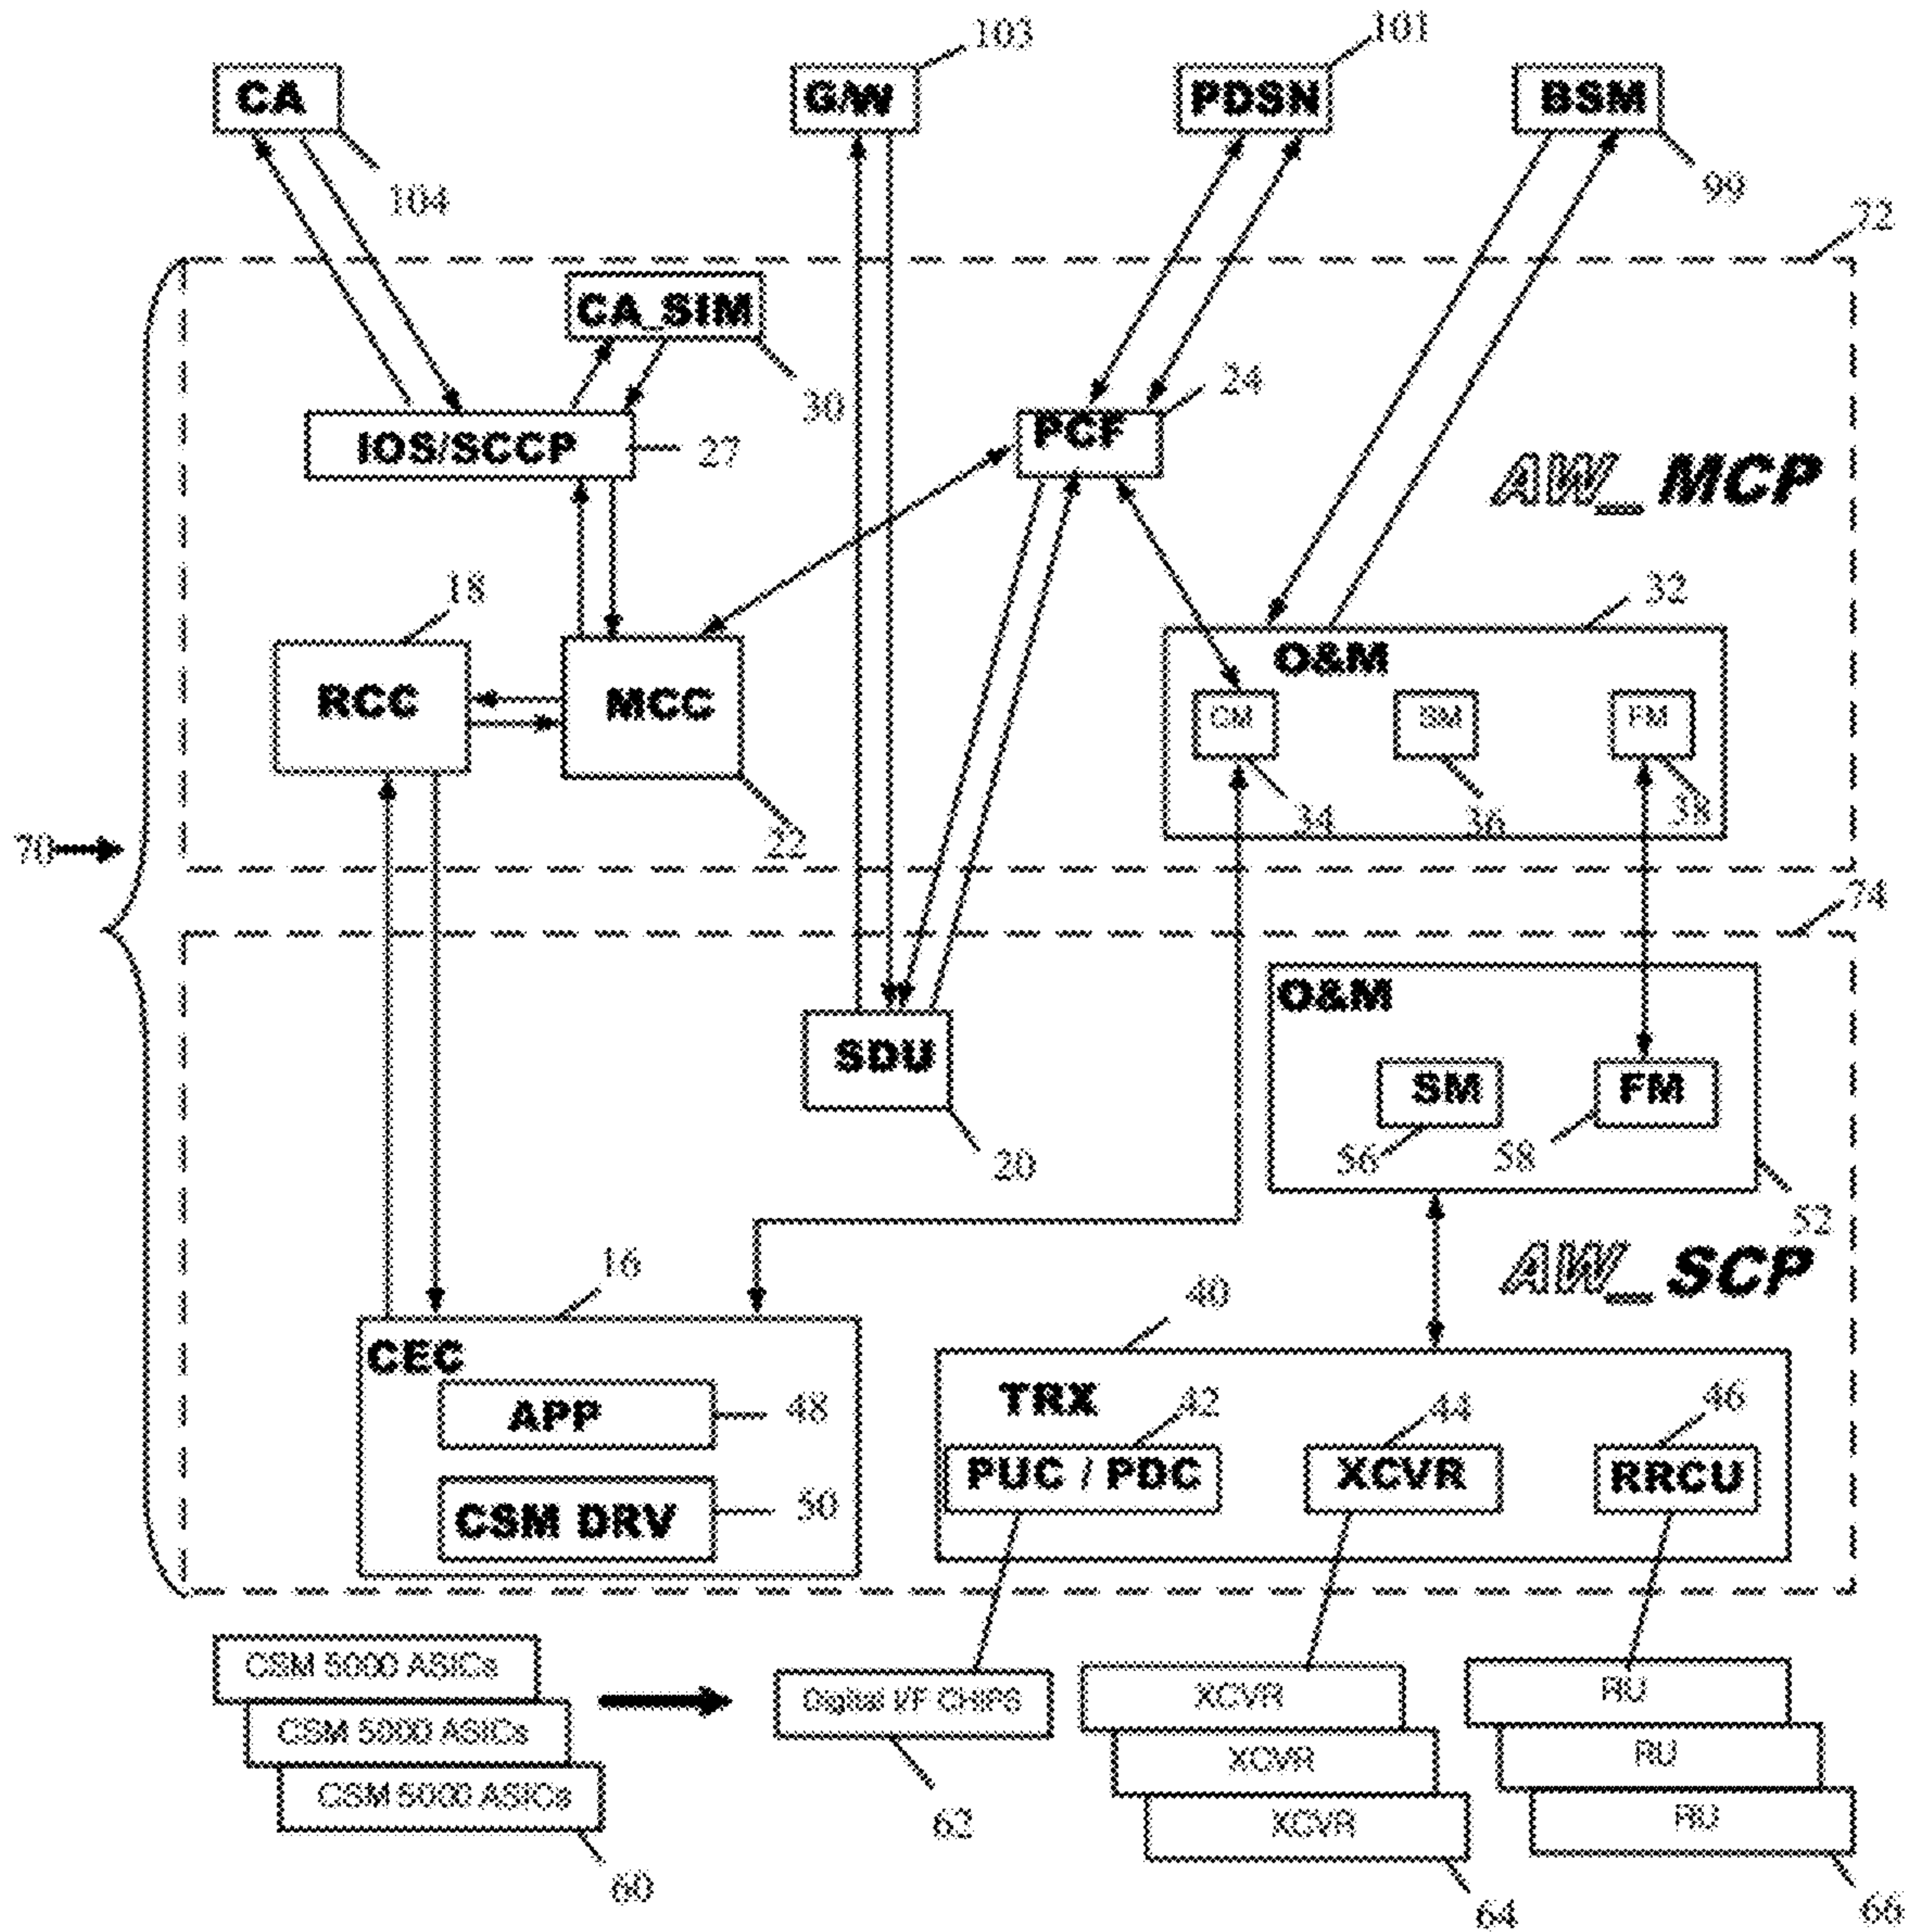 103
101
CA
G/W
PDSN
BSM
104
99
72
CA_SIM
30
24
IOS/SCCP
27
PCF
AW_MCP
18
32
O&M
RCC
MCC
CM
SM
FM
34
36
38
22
70
74
O&M
SDU
SM
FM
56
58
20
52
16
AW_SCP
40
CEC
TRX
42
44
46
APP
48
PUC / PDC
XCVR
RRCU
CSM DRV
50
CSM 5000 ASICs
CSM 5000 ASICs
CSM 5000 ASICs
Digital I/F CHIPS
XCVR
XCVR
XCVR
RU
RU
RU
62
60
64
66